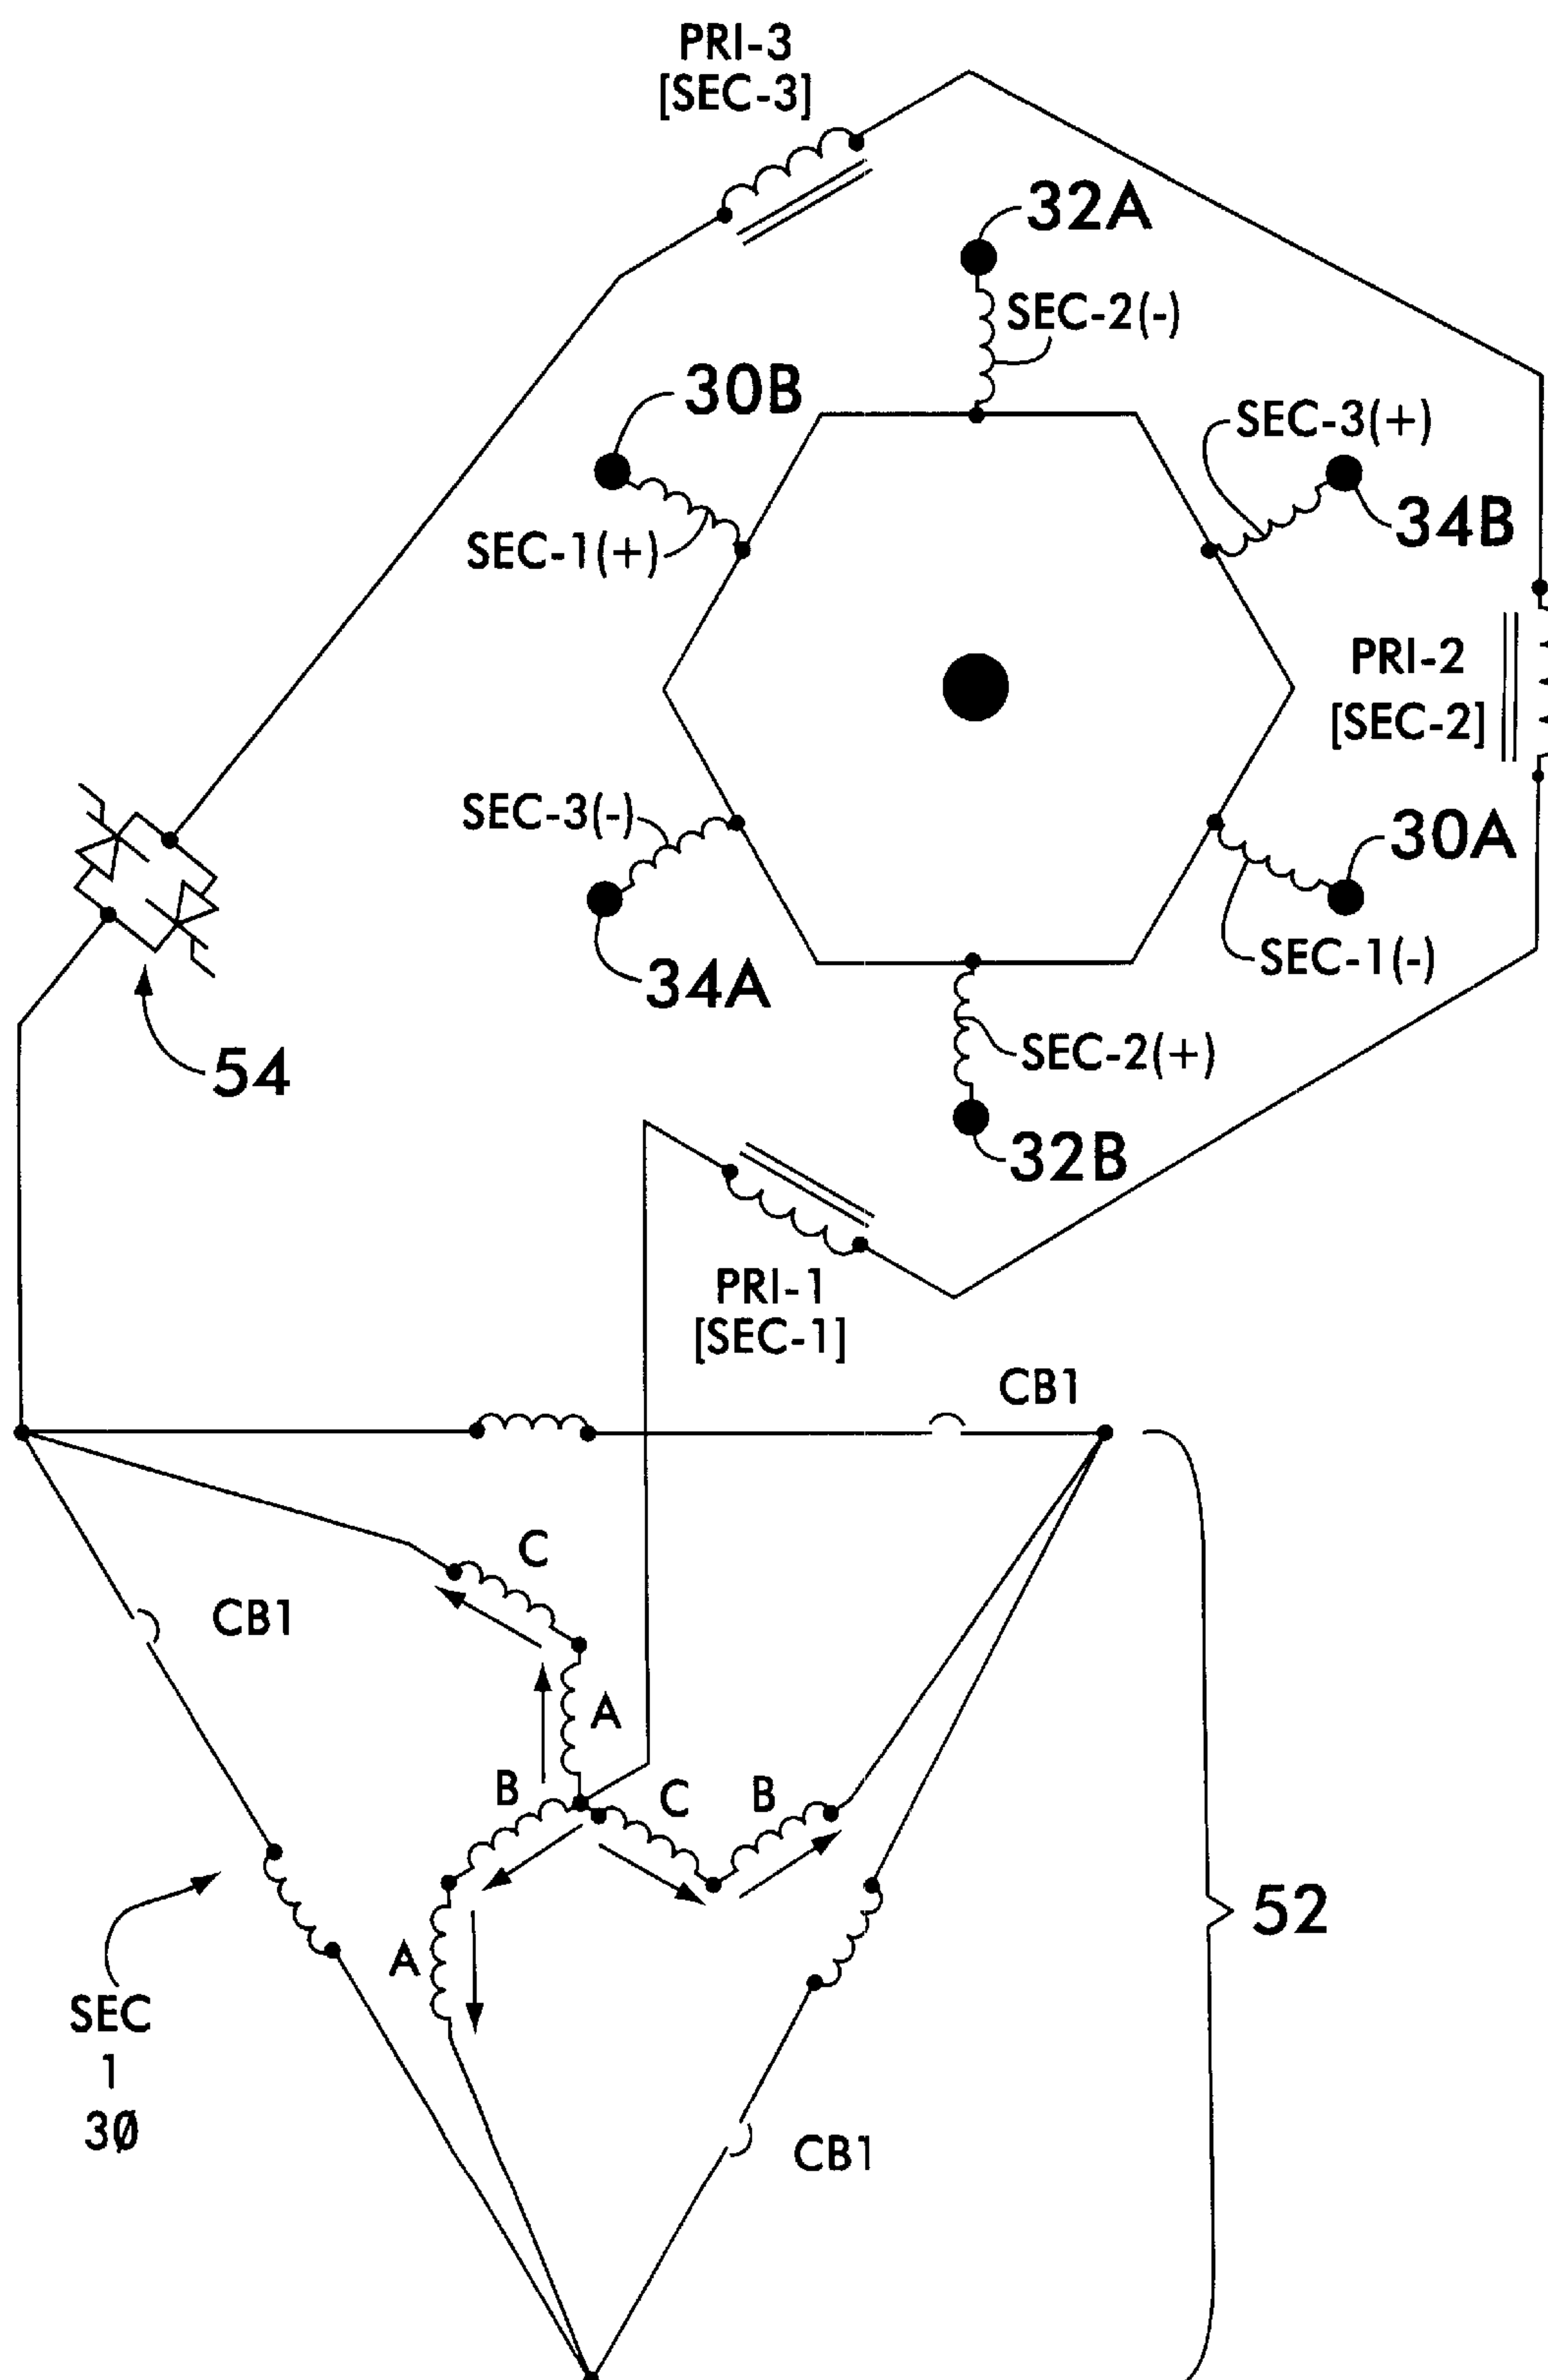 PRI-3
[SEC-3]
32A
SEC-2(-)
30B
SEC-3(+)
34B
SEC-1(+)
PRI-2
[SEC-2]
SEC-3(-)
30A
34A
SEC-1(-)
54
SEC-2(+)
32B
PRI-1
[SEC-1]
CB1
C
CB1
A
B
C
B
A
52
SEC
1
3Ø
CB1